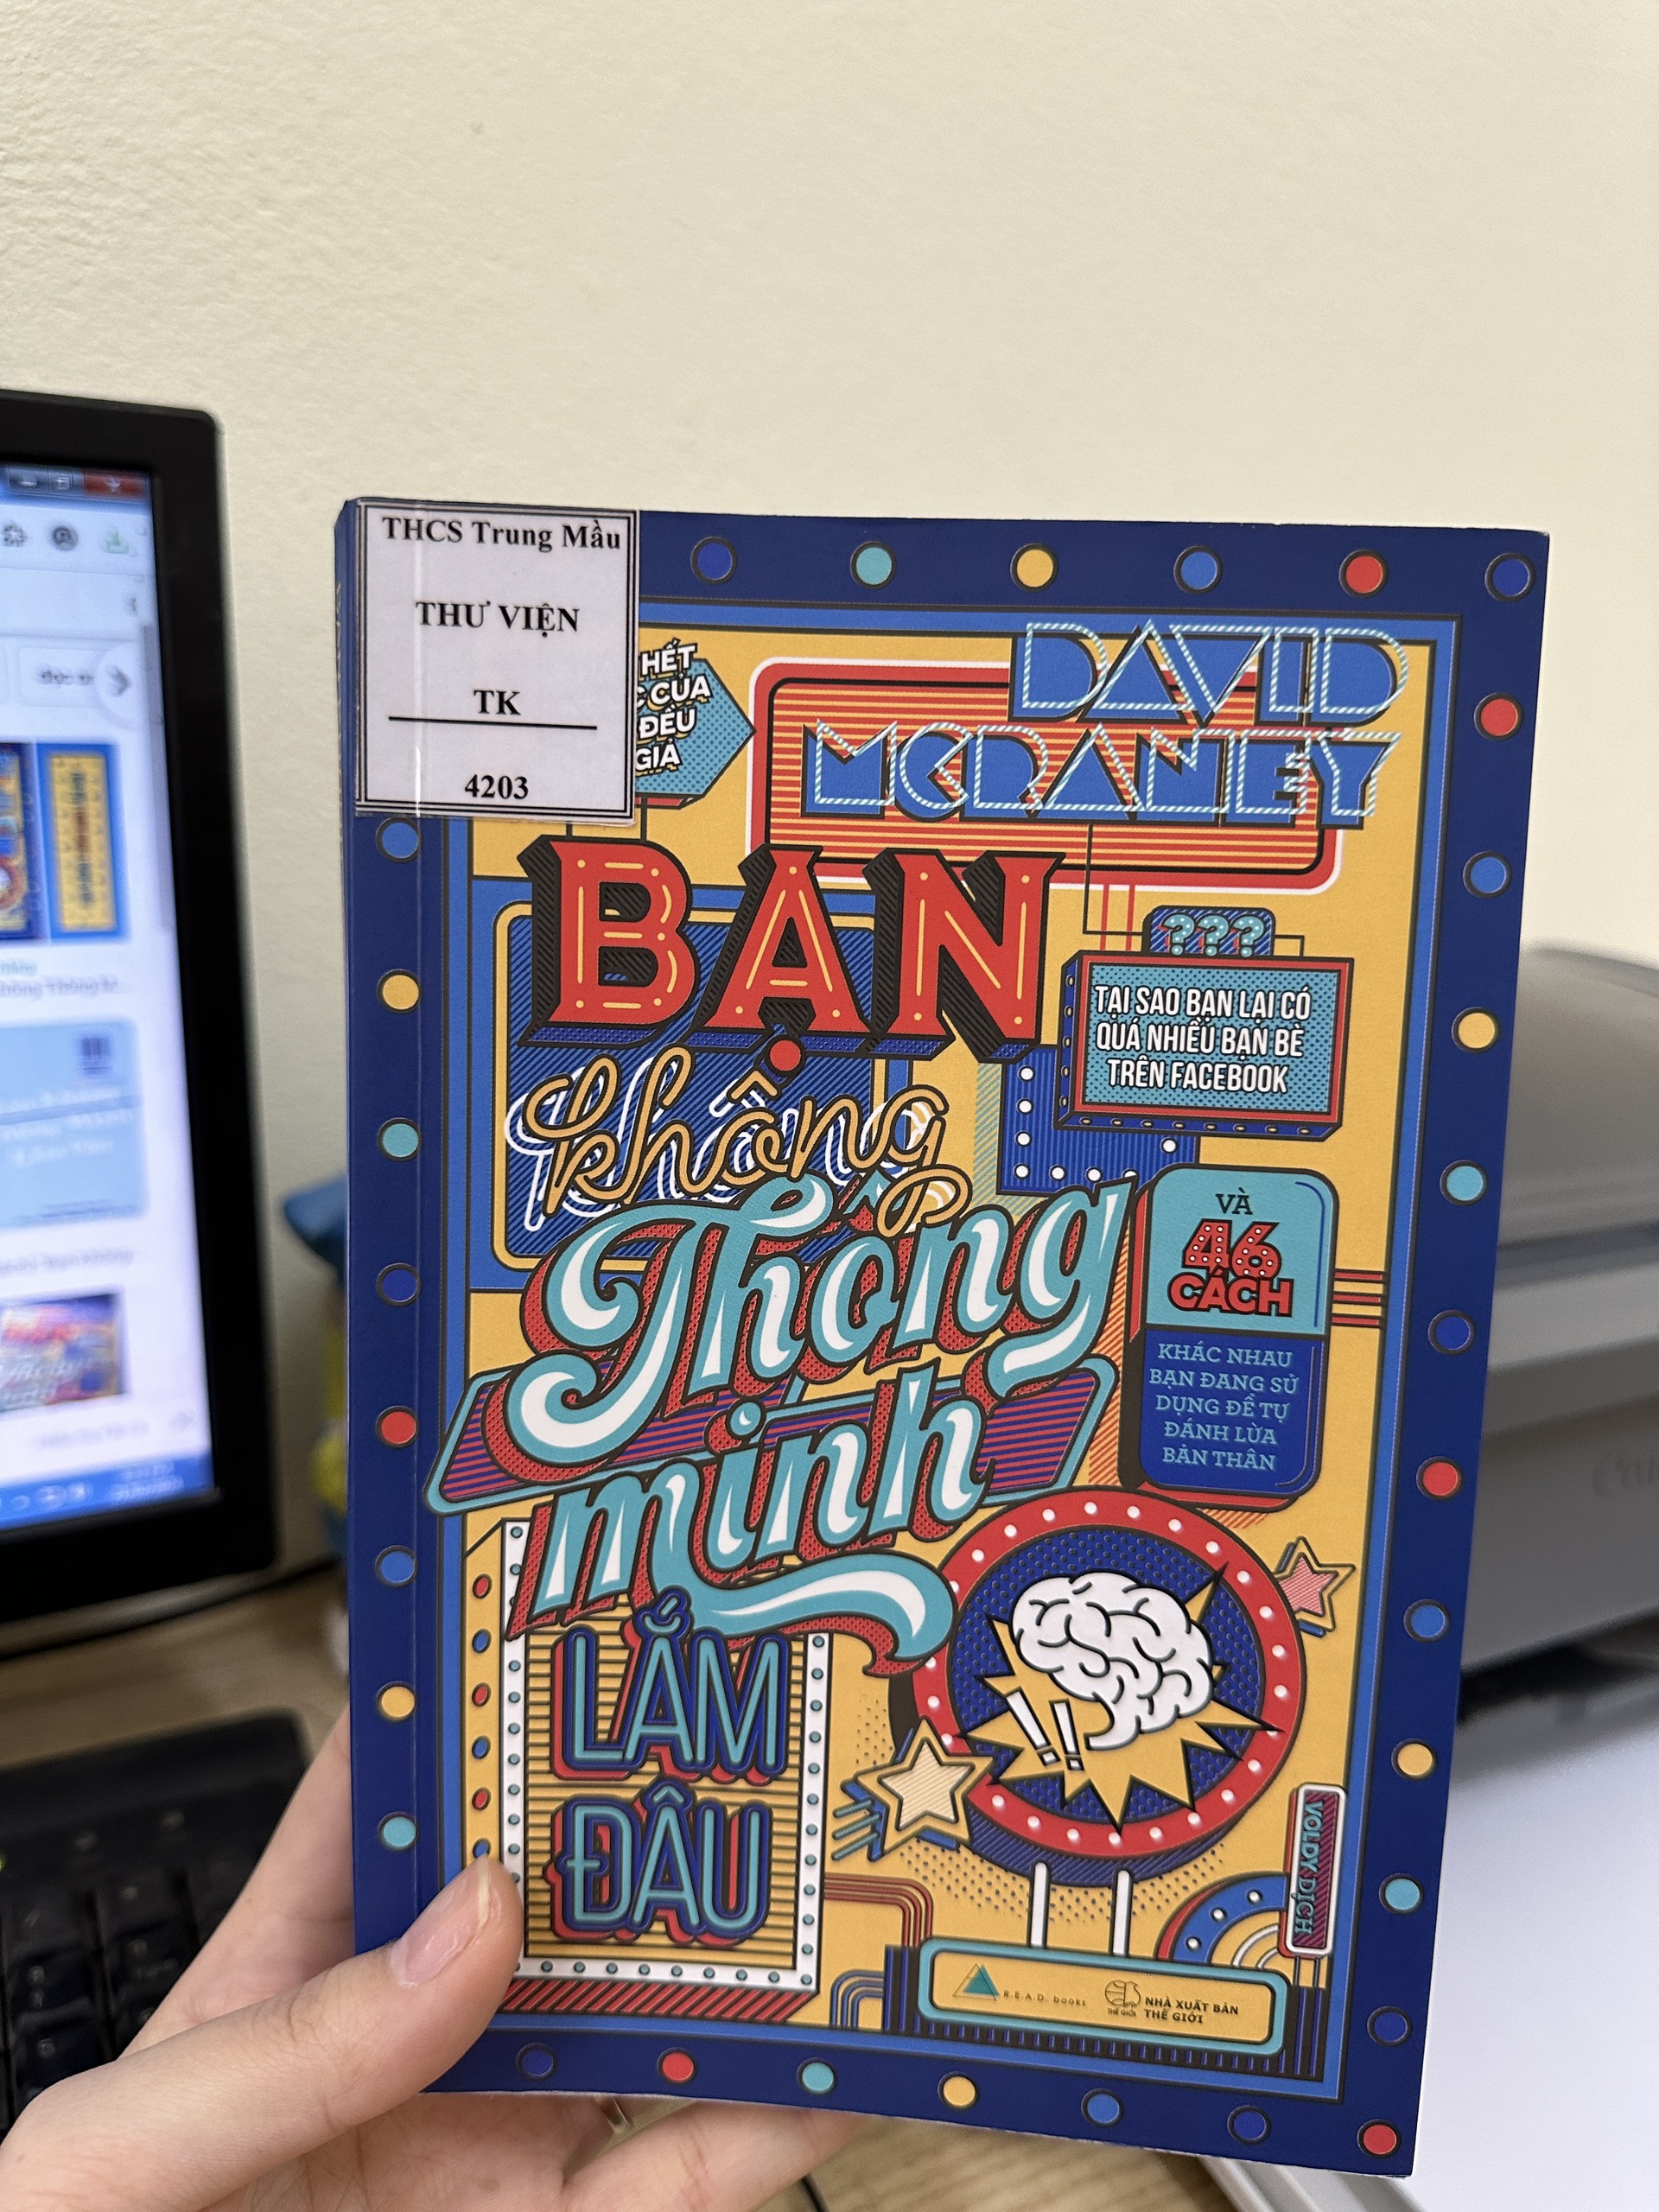 THCS Trung Mầu
THƯ VIỆN
TK
4203
HẾT
CỦA
ĐỀU
GIẢ
DAVID
MCRANEY
BẠN
không
Thông
minh
LẮM
ĐÂU
???
TẠI SAO BẠN LẠI CÓ
QUÁ NHIỀU BẠN BÈ
TRÊN FACEBOOK
VÀ
46
CÁCH
KHÁC NHAU
BẠN ĐANG SỬ
DỤNG ĐỂ TỰ
ĐÁNH LỪA
BẢN THÂN
!!
VOLDY DỊCH
R.E.A.D. books
THẾ GIỚI
NHÀ XUẤT BẢN
THẾ GIỚI